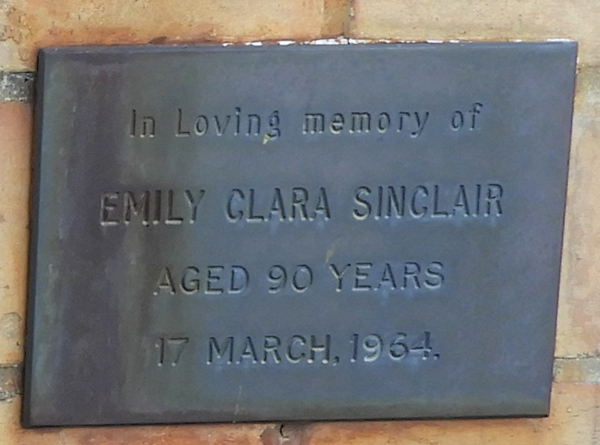 In Loving memory of
EMILY CLARA SINCLAIR
AGED 90 YEARS
17 MARCH, 1964.